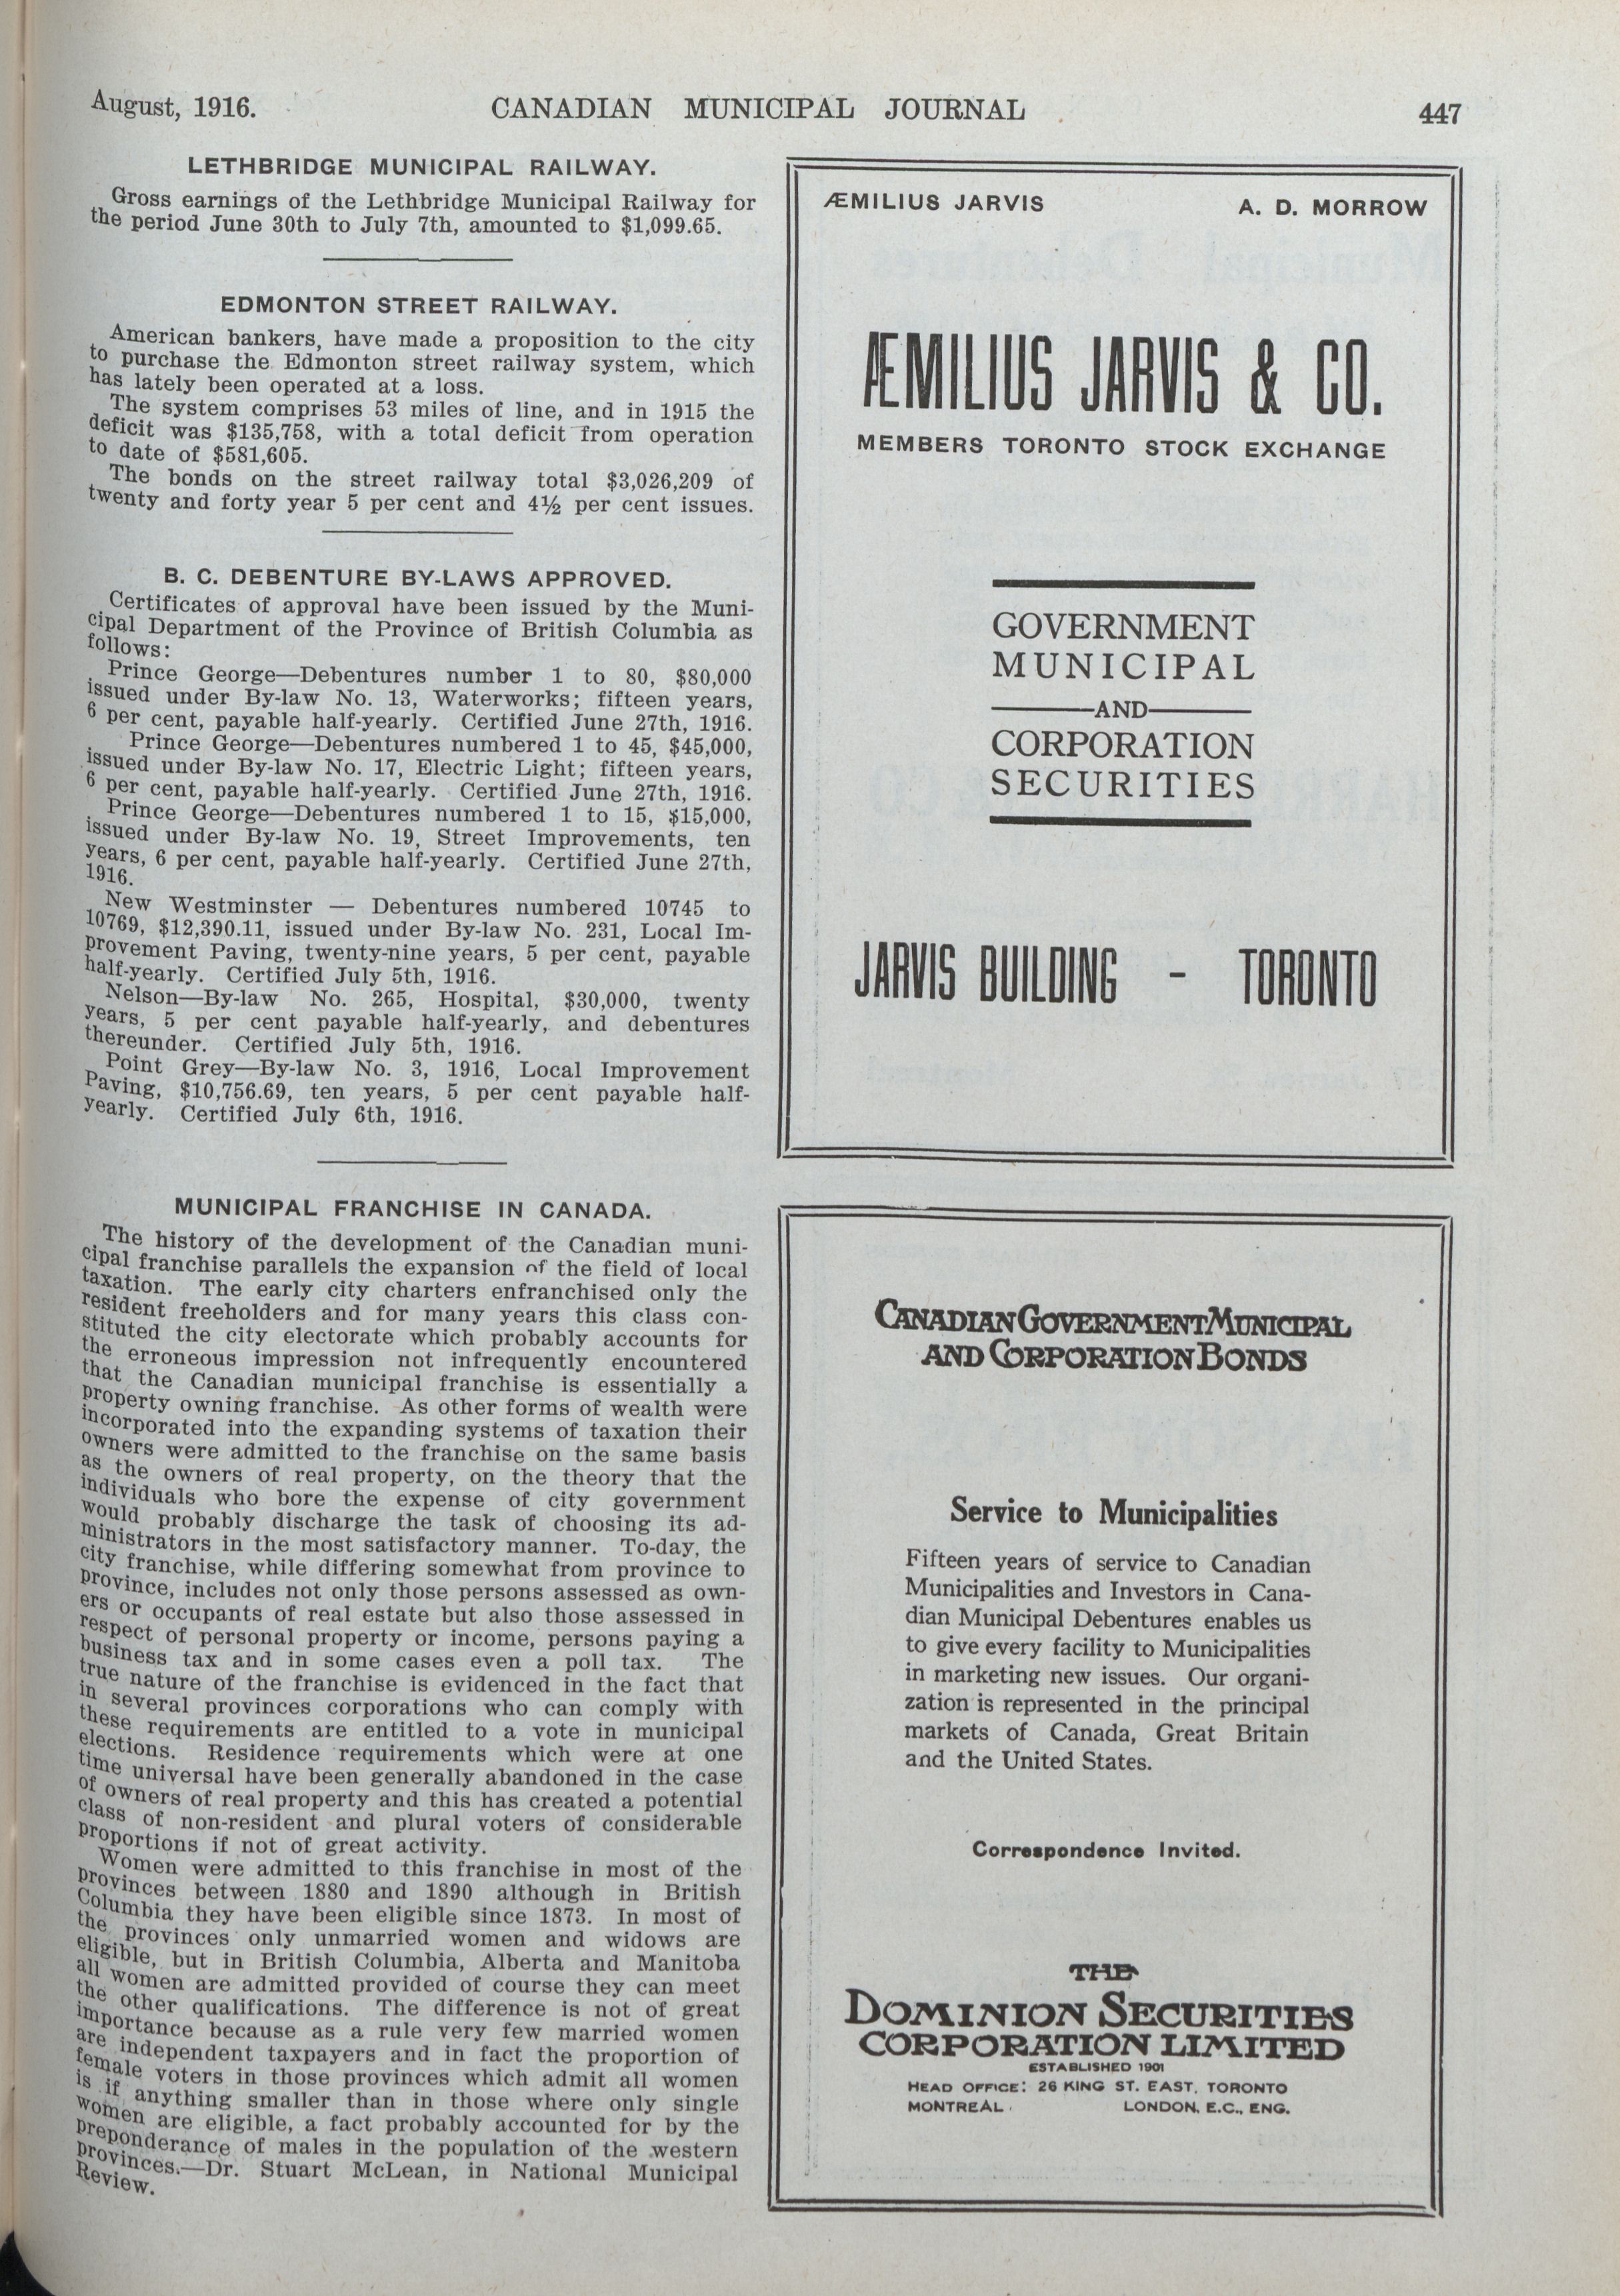 August, 1916.
CANADIAN MUNICIPAL JOURNAL
447
LETHBRIDGE MUNICIPAL RAILWAY.
Gross earnings of the Lethbridge Municipal Railway for
the period June 30th to July 7th, amounted to $1,099.65.
EDMONTON STREET RAILWAY.
American bankers, have made a proposition to the city
to purchase the Edmonton street railway system, which
has lately been operated at a loss.
The system comprises 53 miles of line, and in 1915 the
deficit was $135,758, with a total deficit from operation
to date of $581,605.
The bonds on the street railway total $3,026,209 of
twenty and forty year 5 per cent and 4½ per cent issues.
B. C. DEBENTURE BY-LAWS APPROVED.
Certificates of approval have been issued by the Muni-
cipal Department of the Province of British Columbia as
follows:
Prince George—Debentures number 1 to 80, $80,000
issued under By-law No. 13, Waterworks; fifteen years,
6 per cent, payable half-yearly. Certified June 27th, 1916.
Prince George—Debentures numbered 1 to 45, $45,000,
issued under By-law No. 17, Electric Light; fifteen years,
6 per cent, payable half-yearly. Certified June 27th, 1916.
Prince George—Debentures numbered 1 to 15, $15,000,
issued under By-law No. 19, Street Improvements, ten
years, 6 per cent, payable half-yearly. Certified June 27th,
1916.
New Westminster — Debentures numbered 10745 to
10769, $12,390.11, issued under By-law No. 231, Local Im-
provement Paving, twenty-nine years, 5 per cent, payable
half-yearly. Certified July 5th, 1916.
Nelson—By-law No. 265, Hospital, $30,000, twenty
years, 5 per cent payable half-yearly, and debentures
thereunder. Certified July 5th, 1916.
Point Grey—By-law No. 3, 1916, Local Improvement
Paving, $10,756.69, ten years, 5 per cent payable half-
yearly. Certified July 6th, 1916.
MUNICIPAL FRANCHISE IN CANADA.
The history of the development of the Canadian muni-
cipal franchise parallels the expansion of the field of local
taxation. The early city charters enfranchised only the
resident freeholders and for many years this class con-
stituted the city electorate which probably accounts for
the erroneous impression not infrequently encountered
that the Canadian municipal franchise is essentially a
property owning franchise. As other forms of wealth were
incorporated into the expanding systems of taxation their
owners were admitted to the franchise on the same basis
as the owners of real property, on the theory that the
individuals who bore the expense of city government
would probably discharge the task of choosing its ad-
ministrators in the most satisfactory manner. To-day, the
city franchise, while differing somewhat from province to
province, includes not only those persons assessed as own-
ers or occupants of real estate but also those assessed in
respect of personal property or income, persons paying a
business tax and in some cases even a poll tax. The
true nature of the franchise is evidenced in the fact that
in several provinces corporations who can comply with
these requirements are entitled to a vote in municipal
elections. Residence requirements which were at one
time universal have been generally abandoned in the case
of owners of real property and this has created a potential
class of non-resident and plural voters of considerable
proportions if not of great activity.
Women were admitted to this franchise in most of the
provinces between 1880 and 1890 although in British
Columbia they have been eligible since 1873. In most of
the provinces only unmarried women and widows are
eligible, but in British Columbia, Alberta and Manitoba
all women are admitted provided of course they can meet
the other qualifications. The difference is not of great
importance because as a rule very few married women
are independent taxpayers and in fact the proportion of
female voters in those provinces which admit all women
is if anything smaller than in those where only single
women are eligible, a fact probably accounted for by the
preponderance of males in the population of the western
provinces.—Dr. Stuart McLean, in National Municipal
Review.
ÆMILIUS JARVIS
A. D. MORROW
ÆMILIUS JARVIS & CO.
MEMBERS TORONTO STOCK EXCHANGE
GOVERNMENT
MUNICIPAL
AND
CORPORATION
SECURITIES
JARVIS BUILDING - TORONTO
CANADIAN GOVERNMENT MUNICIPAL
AND CORPORATION BONDS
Service to Municipalities
Fifteen years of service to Canadian
Municipalities and Investors in Cana-
dian Municipal Debentures enables us
to give every facility to Municipalities
in marketing new issues. Our organi-
zation is represented in the principal
markets of Canada, Great Britain
and the United States.
Correspondence Invited.
THE
DOMINION SECURITIES
CORPORATION LIMITED
ESTABLISHED 1901
HEAD OFFICE: 26 KING ST. EAST, TORONTO
MONTREAL LONDON, E.C., ENG.